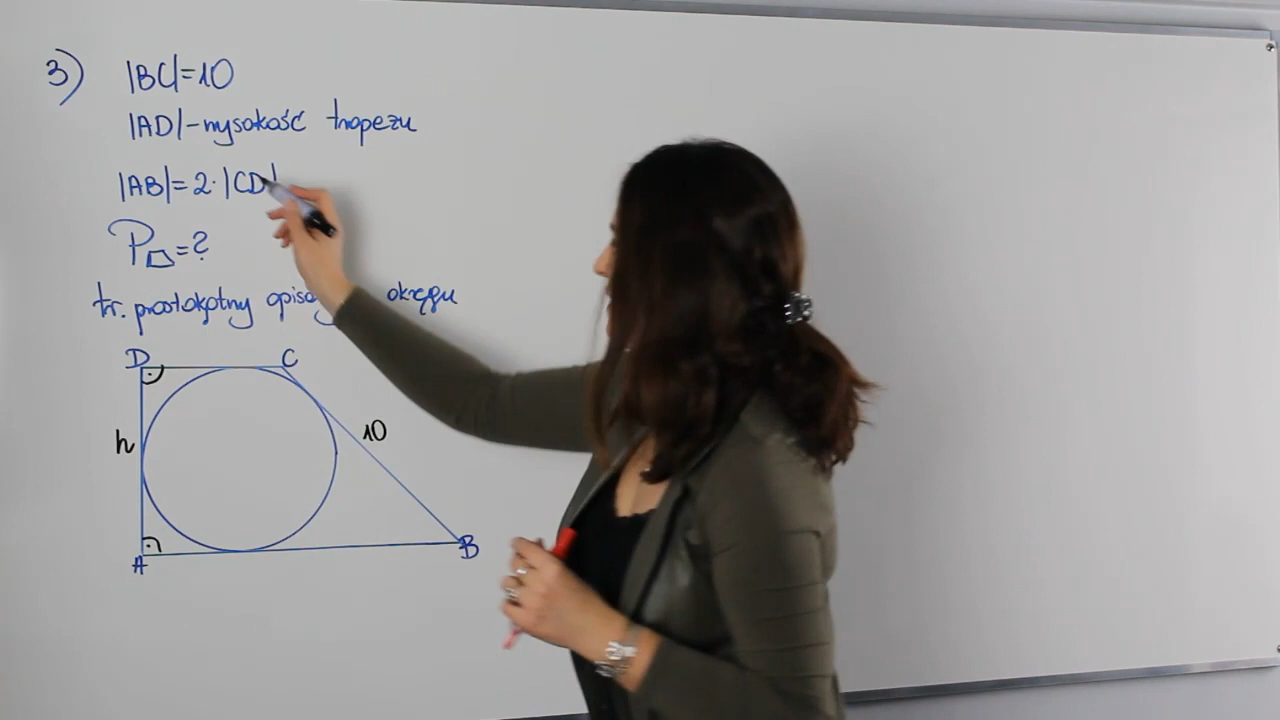 3) |BC|=10
|AD|-wysokość trapezu
|AB|=2·|CD|
P▱=?
tr. prostokątny okręgu
D C
h 10
A B